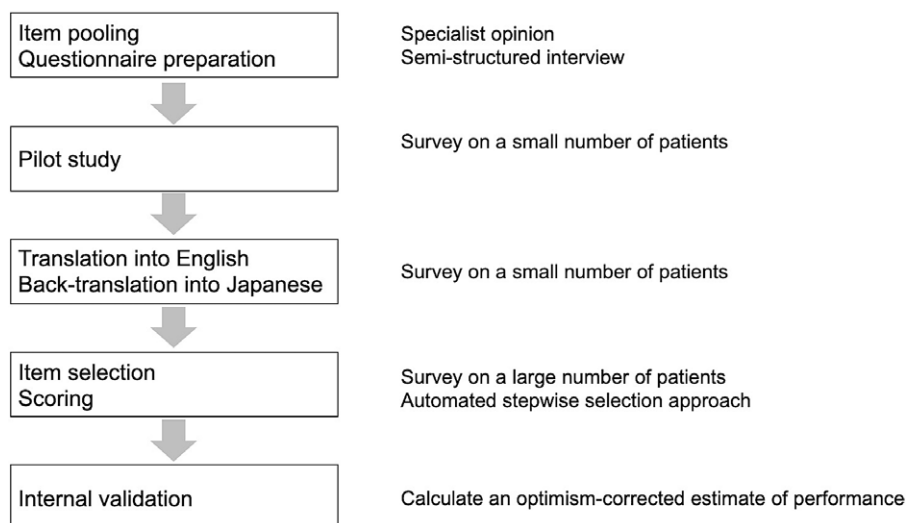 Item pooling
Questionnaire preparation
Specialist opinion
Semi-structured interview
Pilot study
Survey on a small number of patients
Translation into English
Back-translation into Japanese
Survey on a small number of patients
Item selection
Scoring
Survey on a large number of patients
Automated stepwise selection approach
Internal validation
Calculate an optimism-corrected estimate of performance